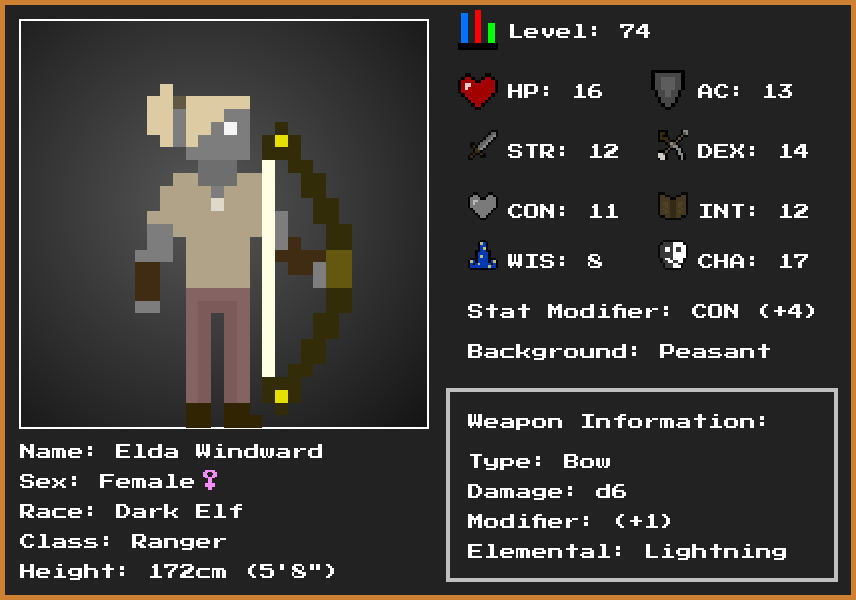 Level: 74
HP: 16 AC: 13
STR: 12 DEX: 14
CON: 11 INT: 12
WIS: 8 CHA: 17
Stat Modifier: CON (+4)
Background: Peasant
Weapon Information:
Type: Bow
Damage: d6
Modifier: (+1)
Elemental: Lightning
Name: Elda Windward
Sex: Female♀
Race: Dark Elf
Class: Ranger
Height: 172cm (5'8")